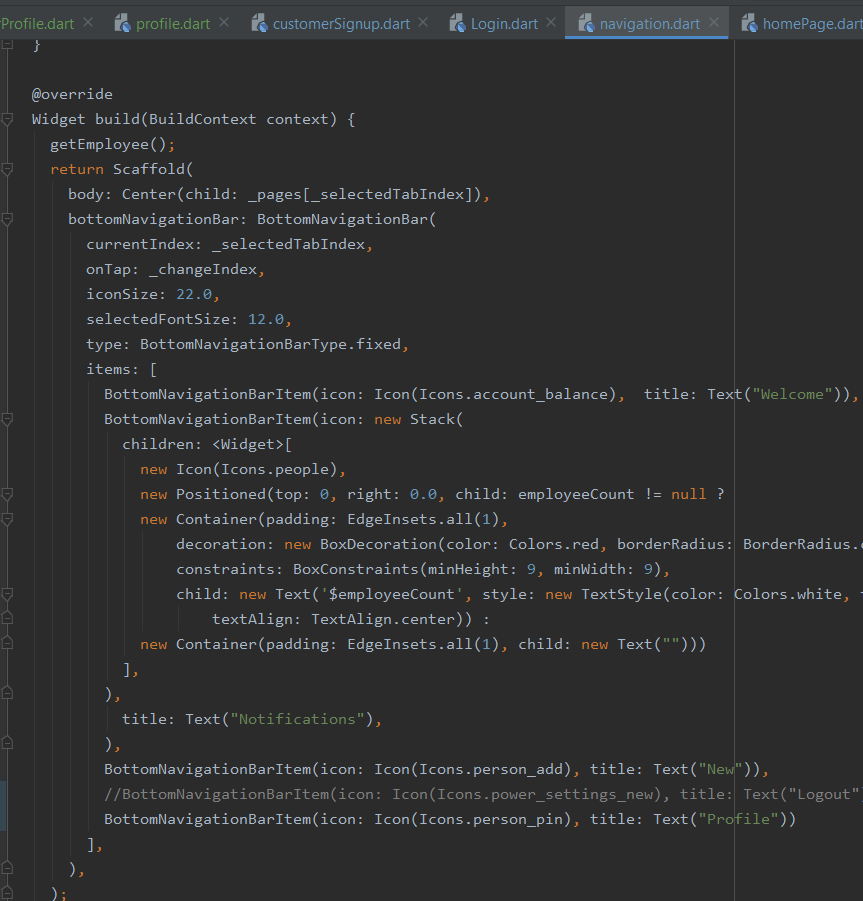 Profile.dart profile.dart customerSignup.dart Login.dart navigation.dart homePage.dart
}
@override
Widget build(BuildContext context) {
getEmployee();
return Scaffold(
body: Center(child: _pages[_selectedTabIndex]),
bottomNavigationBar: BottomNavigationBar(
currentIndex: _selectedTabIndex,
onTap: _changeIndex,
iconSize: 22.0,
selectedFontSize: 12.0,
type: BottomNavigationBarType.fixed,
items: [
BottomNavigationBarItem(icon: Icon(Icons.account_balance),  title: Text("Welcome")),
BottomNavigationBarItem(icon: new Stack(
children: <Widget>[
new Icon(Icons.people),
new Positioned(top: 0, right: 0.0, child: employeeCount != null ?
new Container(padding: EdgeInsets.all(1),
decoration: new BoxDecoration(color: Colors.red, borderRadius: BorderRadius.
constraints: BoxConstraints(minHeight: 9, minWidth: 9),
child: new Text('$employeeCount', style: new TextStyle(color: Colors.white,
textAlign: TextAlign.center)) :
new Container(padding: EdgeInsets.all(1), child: new Text("")))
],
),
title: Text("Notifications"),
),
BottomNavigationBarItem(icon: Icon(Icons.person_add), title: Text("New")),
//BottomNavigationBarItem(icon: Icon(Icons.power_settings_new), title: Text("Logout"
BottomNavigationBarItem(icon: Icon(Icons.person_pin), title: Text("Profile"))
],
),
);